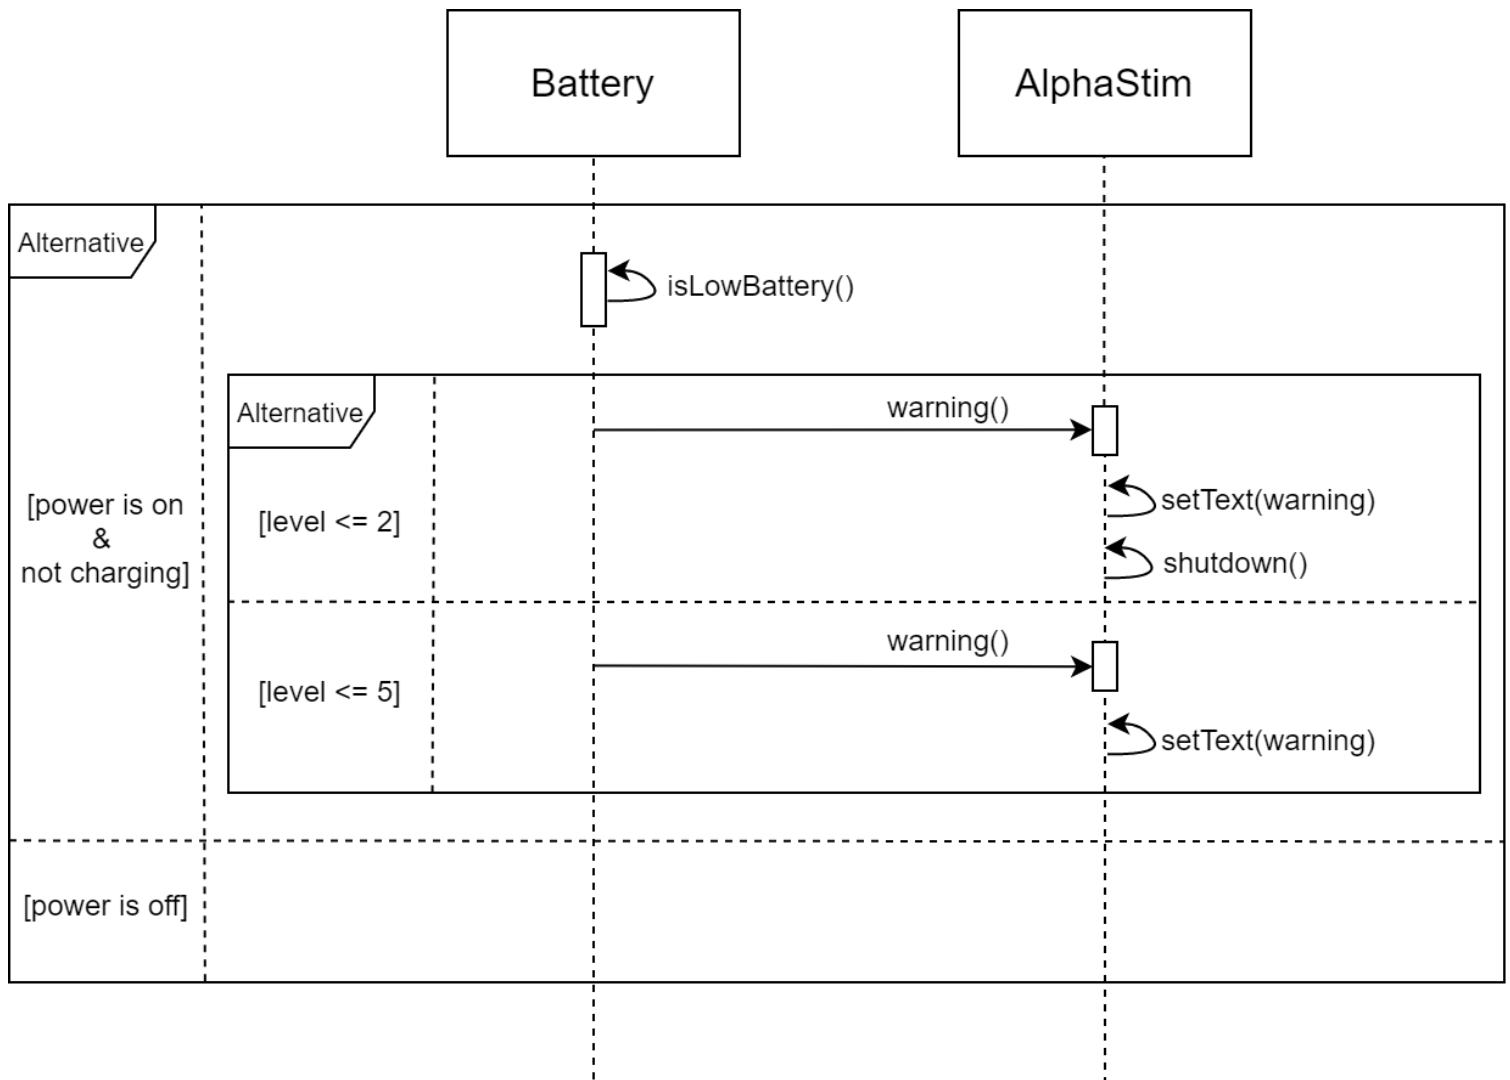 Battery
AlphaStim
Alternative
isLowBattery()
Alternative
warning()
[power is on
&
not charging]
[level <= 2]
setText(warning)
shutdown()
warning()
[level <= 5]
setText(warning)
[power is off]